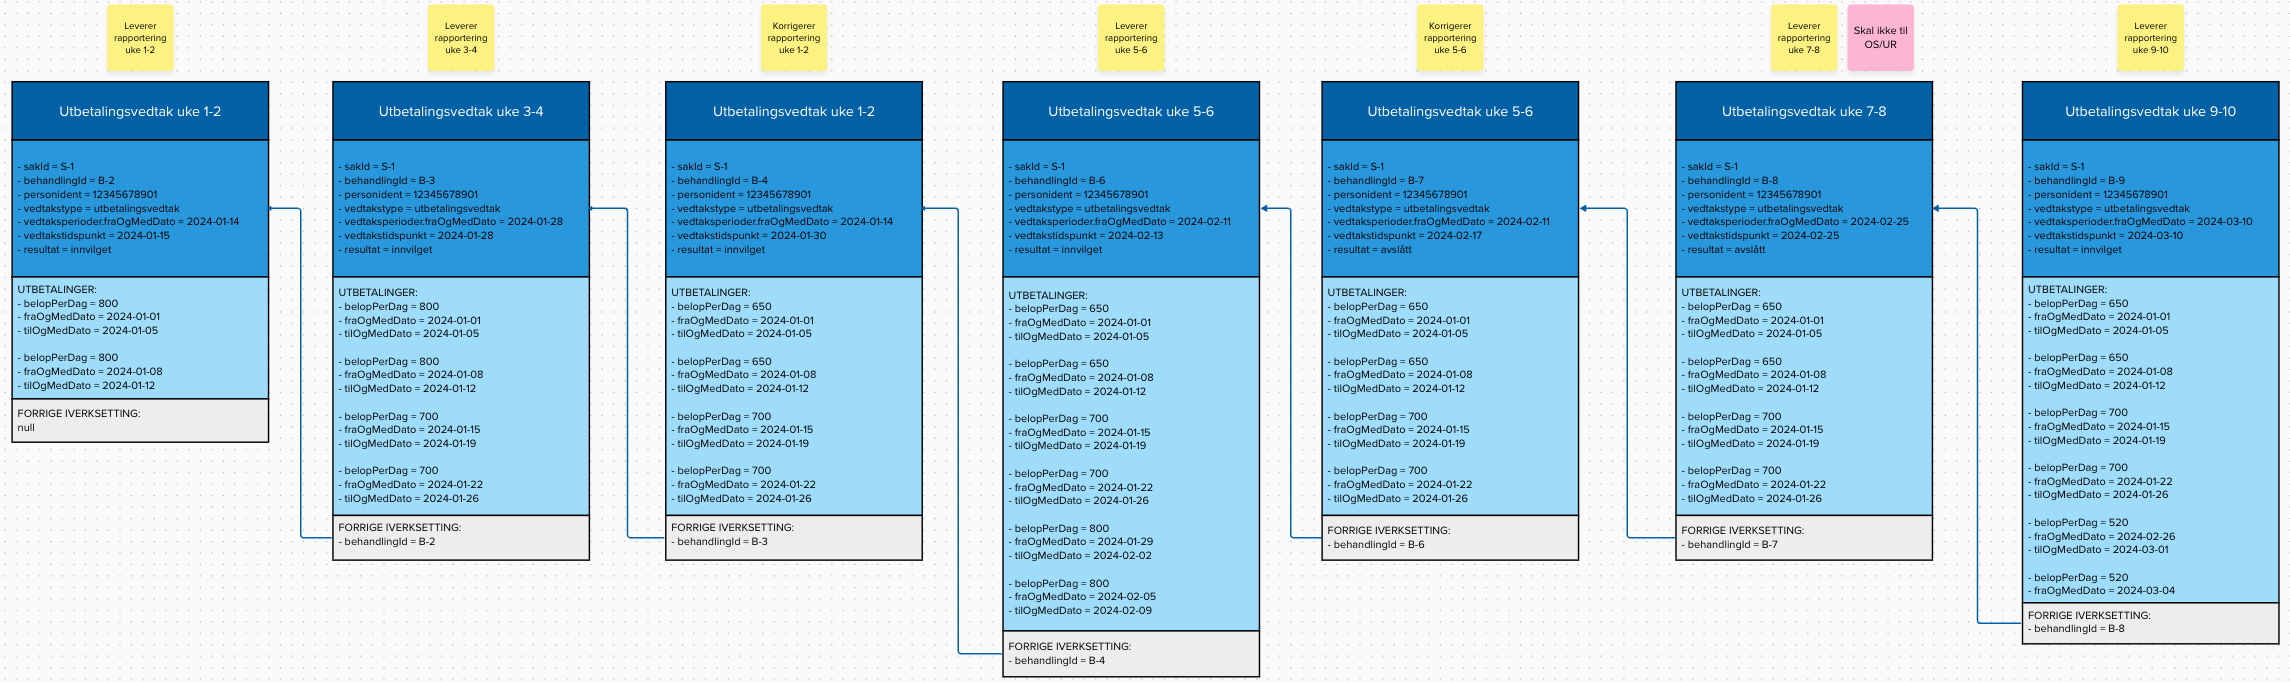 Leverer
rapportering
uke 1-2
Leverer
rapportering
uke 3-4
Korrigerer
rapportering
uke 1-2
Leverer
rapportering
uke 5-6
Korrigerer
rapportering
uke 5-6
Leverer
rapportering
uke 7-8
Skal ikke til
OS/UR
Leverer
rapportering
uke 9-10
Utbetalingsvedtak uke 1-2
- sakId = S-1
- behandlingId = B-2
- personident = 12345678901
- vedtakstype = utbetalingsvedtak
- vedtaksperioder.fraOgMedDato = 2024-01-14
- vedtakstidspunkt = 2024-01-15
- resultat = innvilget
UTBETALINGER:
- belopPerDag = 800
- fraOgMedDato = 2024-01-01
- tilOgMedDato = 2024-01-05
- belopPerDag = 800
- fraOgMedDato = 2024-01-08
- tilOgMedDato = 2024-01-12
FORRIGE IVERKSETTING:
null
Utbetalingsvedtak uke 3-4
- sakId = S-1
- behandlingId = B-3
- personident = 12345678901
- vedtakstype = utbetalingsvedtak
- vedtaksperioder.fraOgMedDato = 2024-01-28
- vedtakstidspunkt = 2024-01-28
- resultat = innvilget
UTBETALINGER:
- belopPerDag = 800
- fraOgMedDato = 2024-01-01
- tilOgMedDato = 2024-01-05
- belopPerDag = 800
- fraOgMedDato = 2024-01-08
- tilOgMedDato = 2024-01-12
- belopPerDag = 700
- fraOgMedDato = 2024-01-15
- tilOgMedDato = 2024-01-19
- belopPerDag = 700
- fraOgMedDato = 2024-01-22
- tilOgMedDato = 2024-01-26
FORRIGE IVERKSETTING:
- behandlingId = B-2
Utbetalingsvedtak uke 1-2
- sakId = S-1
- behandlingId = B-4
- personident = 12345678901
- vedtakstype = utbetalingsvedtak
- vedtaksperioder.fraOgMedDato = 2024-01-14
- vedtakstidspunkt = 2024-01-30
- resultat = innvilget
UTBETALINGER:
- belopPerDag = 650
- fraOgMedDato = 2024-01-01
- tilOgMedDato = 2024-01-05
- belopPerDag = 650
- fraOgMedDato = 2024-01-08
- tilOgMedDato = 2024-01-12
- belopPerDag = 700
- fraOgMedDato = 2024-01-15
- tilOgMedDato = 2024-01-19
- belopPerDag = 700
- fraOgMedDato = 2024-01-22
- tilOgMedDato = 2024-01-26
FORRIGE IVERKSETTING:
- behandlingId = B-3
Utbetalingsvedtak uke 5-6
- sakId = S-1
- behandlingId = B-6
- personident = 12345678901
- vedtakstype = utbetalingsvedtak
- vedtaksperioder.fraOgMedDato = 2024-02-11
- vedtakstidspunkt = 2024-02-13
- resultat = innvilget
UTBETALINGER:
- belopPerDag = 650
- fraOgMedDato = 2024-01-01
- tilOgMedDato = 2024-01-05
- belopPerDag = 650
- fraOgMedDato = 2024-01-08
- tilOgMedDato = 2024-01-12
- belopPerDag = 700
- fraOgMedDato = 2024-01-15
- tilOgMedDato = 2024-01-19
- belopPerDag = 700
- fraOgMedDato = 2024-01-22
- tilOgMedDato = 2024-01-26
- belopPerDag = 800
- fraOgMedDato = 2024-01-29
- tilOgMedDato = 2024-02-02
- belopPerDag = 800
- fraOgMedDato = 2024-02-05
- tilOgMedDato = 2024-02-09
FORRIGE IVERKSETTING:
- behandlingId = B-4
Utbetalingsvedtak uke 5-6
- sakId = S-1
- behandlingId = B-7
- personident = 12345678901
- vedtakstype = utbetalingsvedtak
- vedtaksperioder.fraOgMedDato = 2024-02-11
- vedtakstidspunkt = 2024-02-17
- resultat = avslått
UTBETALINGER:
- belopPerDag = 650
- fraOgMedDato = 2024-01-01
- tilOgMedDato = 2024-01-05
- belopPerDag = 650
- fraOgMedDato = 2024-01-08
- tilOgMedDato = 2024-01-12
- belopPerDag = 700
- fraOgMedDato = 2024-01-15
- tilOgMedDato = 2024-01-19
- belopPerDag = 700
- fraOgMedDato = 2024-01-22
- tilOgMedDato = 2024-01-26
FORRIGE IVERKSETTING:
- behandlingId = B-6
Utbetalingsvedtak uke 7-8
- sakId = S-1
- behandlingId = B-8
- personident = 12345678901
- vedtakstype = utbetalingsvedtak
- vedtaksperioder.fraOgMedDato = 2024-02-25
- vedtakstidspunkt = 2024-02-25
- resultat = avslått
UTBETALINGER:
- belopPerDag = 650
- fraOgMedDato = 2024-01-01
- tilOgMedDato = 2024-01-05
- belopPerDag = 650
- fraOgMedDato = 2024-01-08
- tilOgMedDato = 2024-01-12
- belopPerDag = 700
- fraOgMedDato = 2024-01-15
- tilOgMedDato = 2024-01-19
- belopPerDag = 700
- fraOgMedDato = 2024-01-22
- tilOgMedDato = 2024-01-26
FORRIGE IVERKSETTING:
- behandlingId = B-7
Utbetalingsvedtak uke 9-10
- sakId = S-1
- behandlingId = B-9
- personident = 12345678901
- vedtakstype = utbetalingsvedtak
- vedtaksperioder.fraOgMedDato = 2024-03-10
- vedtakstidspunkt = 2024-03-10
- resultat = innvilget
UTBETALINGER:
- belopPerDag = 650
- fraOgMedDato = 2024-01-01
- tilOgMedDato = 2024-01-05
- belopPerDag = 650
- fraOgMedDato = 2024-01-08
- tilOgMedDato = 2024-01-12
- belopPerDag = 700
- fraOgMedDato = 2024-01-15
- tilOgMedDato = 2024-01-19
- belopPerDag = 700
- fraOgMedDato = 2024-01-22
- tilOgMedDato = 2024-01-26
- belopPerDag = 520
- fraOgMedDato = 2024-02-26
- tilOgMedDato = 2024-03-01
- belopPerDag = 520
- fraOgMedDato = 2024-03-04
FORRIGE IVERKSETTING:
- behandlingId = B-8